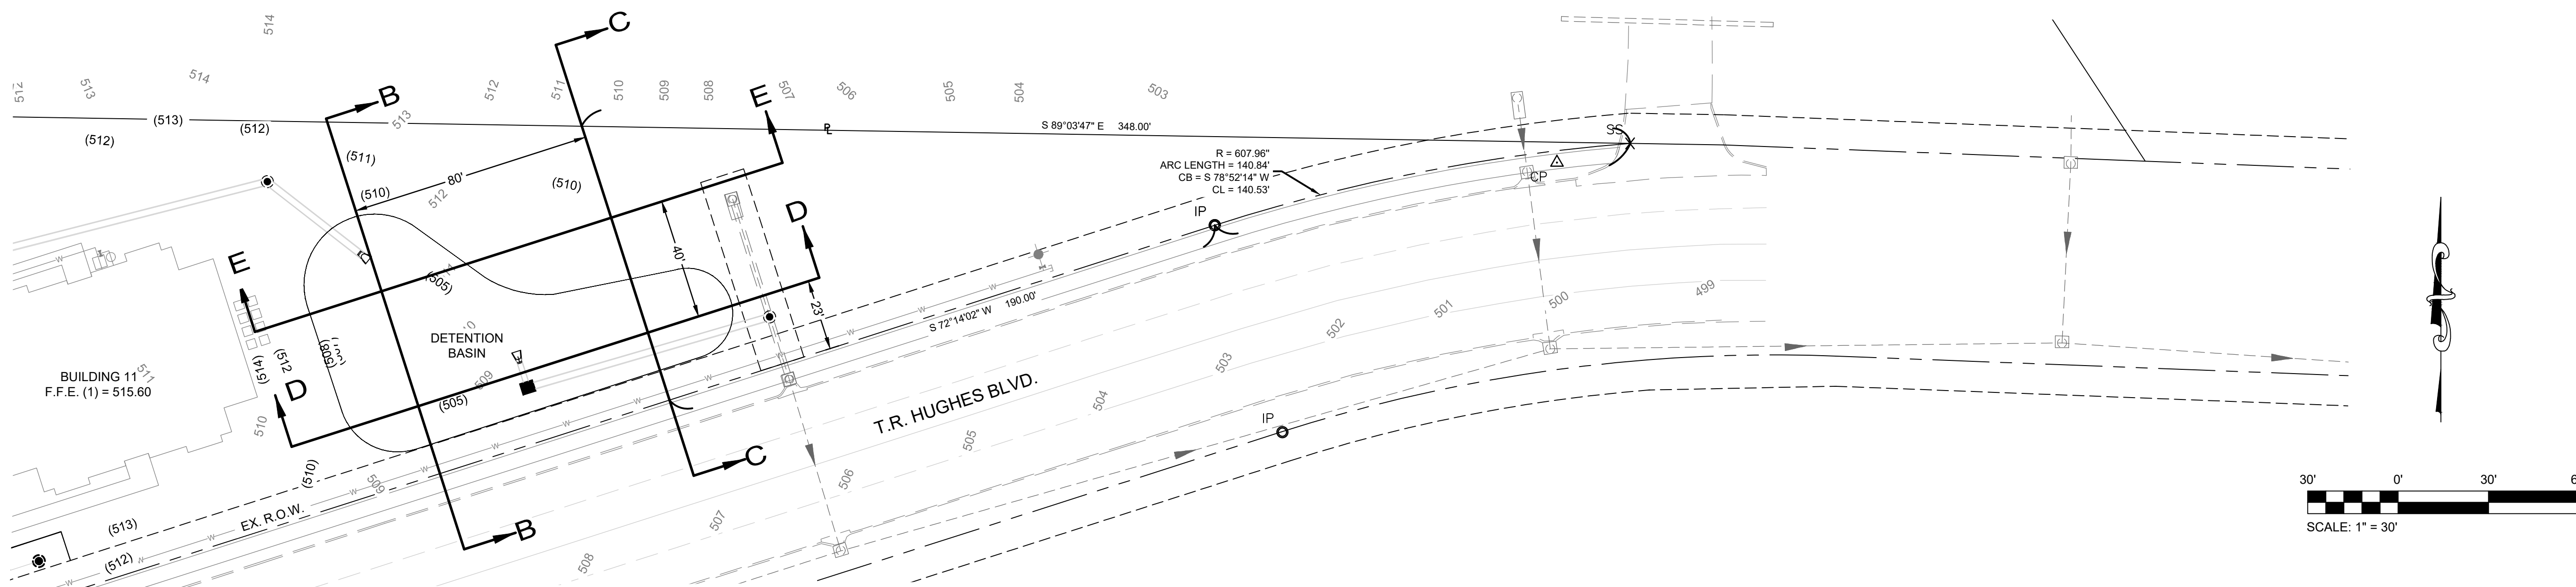 514
C
512
513
514
512
511
510
509
508
507
506
505
504
503
B
E
(513)
(512)
(512)
513
(511)
(510)
80'
512
(510)
S 89°03'47" E 348.00'
R = 607.96"
ARC LENGTH = 140.84'
CB = S 78°52'14" W
CL = 140.53'
SS
CP
IP
D
E
(505)
40'
23'
W
DETENTION
BASIN
S 72°14'02" W 190.00'
499
500
501
502
503
504
505
506
507
508
T.R. HUGHES BLVD.
BUILDING 11
F.F.E. (1) = 515.60
511
(514)
(512
(508)
D
509
(505)
510
(510)
509
C
B
IP
EX. R.O.W.
(513)
(512)
30'
0'
30'
SCALE: 1" = 30'